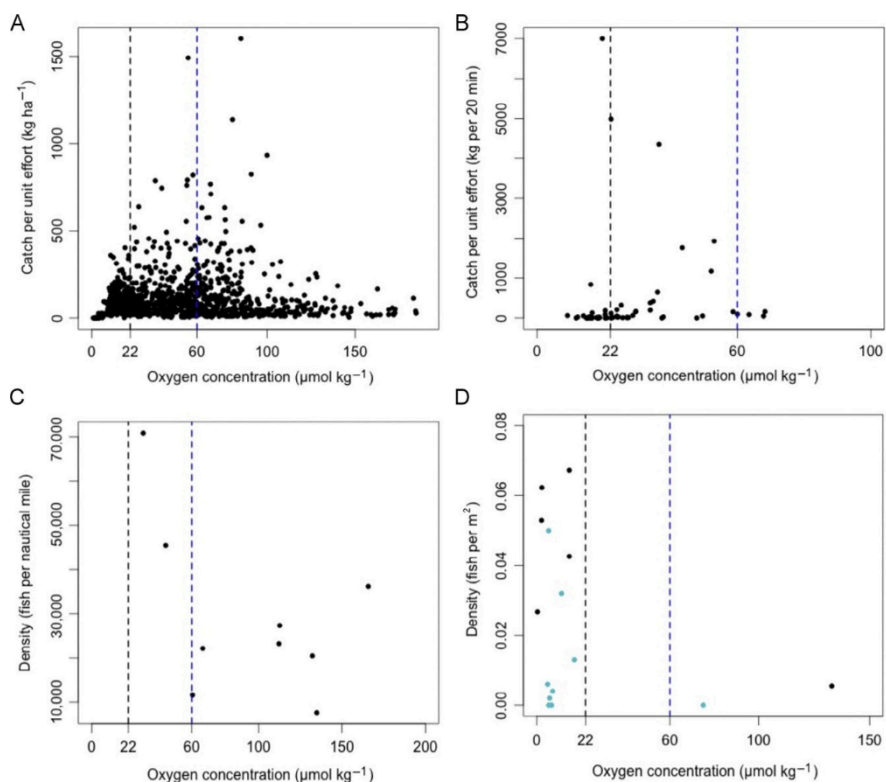 A
Catch per unit effort (kg ha⁻¹)
1500
1000
500
0
0 22 60 100 150
Oxygen concentration (µmol kg⁻¹)
B
Catch per unit effort (kg per 20 min)
7000
5000
3000
1000
0
0 22 60 100
Oxygen concentration (µmol kg⁻¹)
C
Density (fish per nautical mile)
70,000
50,000
30,000
10,000
0 22 60 100 150 200
Oxygen concentration (µmol kg⁻¹)
D
Density (fish per m²)
0.08
0.06
0.04
0.02
0.00
0 22 60 100 150
Oxygen concentration (µmol kg⁻¹)